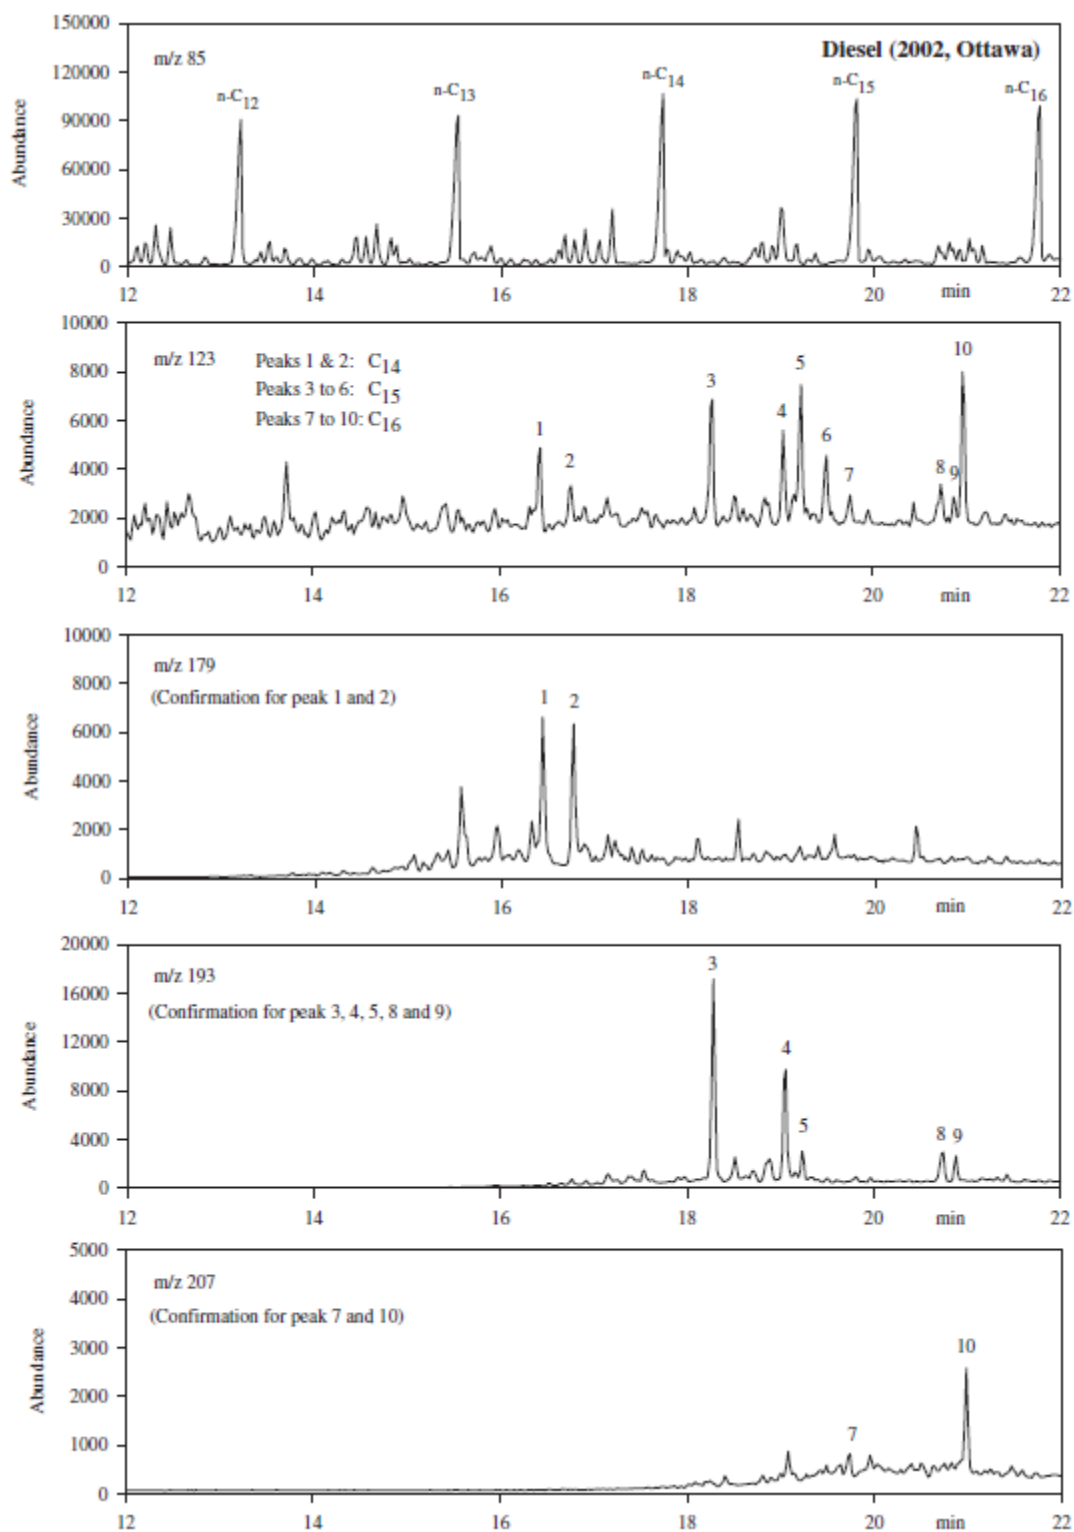 150000
Diesel (2002, Ottawa)
m/z 85
120000
n-C12
n-C13
n-C14
n-C15
n-C16
90000
Abundance
60000
30000
0
12 14 16 18 20 min 22
10000
m/z 123 Peaks 1 & 2: C14
Peaks 3 to 6: C15
Peaks 7 to 10: C16
8000
1 2 3 4 5 6 7 8 9 10
6000
Abundance
4000
2000
0
12 14 16 18 20 min 22
10000
m/z 179
(Confirmation for peak 1 and 2)
8000
1 2
6000
Abundance
4000
2000
0
12 14 16 18 20 min 22
20000
m/z 193
(Confirmation for peak 3, 4, 5, 8 and 9)
16000
3
4
5
8 9
12000
Abundance
8000
4000
0
12 14 16 18 20 min 22
5000
m/z 207
(Confirmation for peak 7 and 10)
4000
10
7
3000
Abundance
2000
1000
0
12 14 16 18 20 min 22